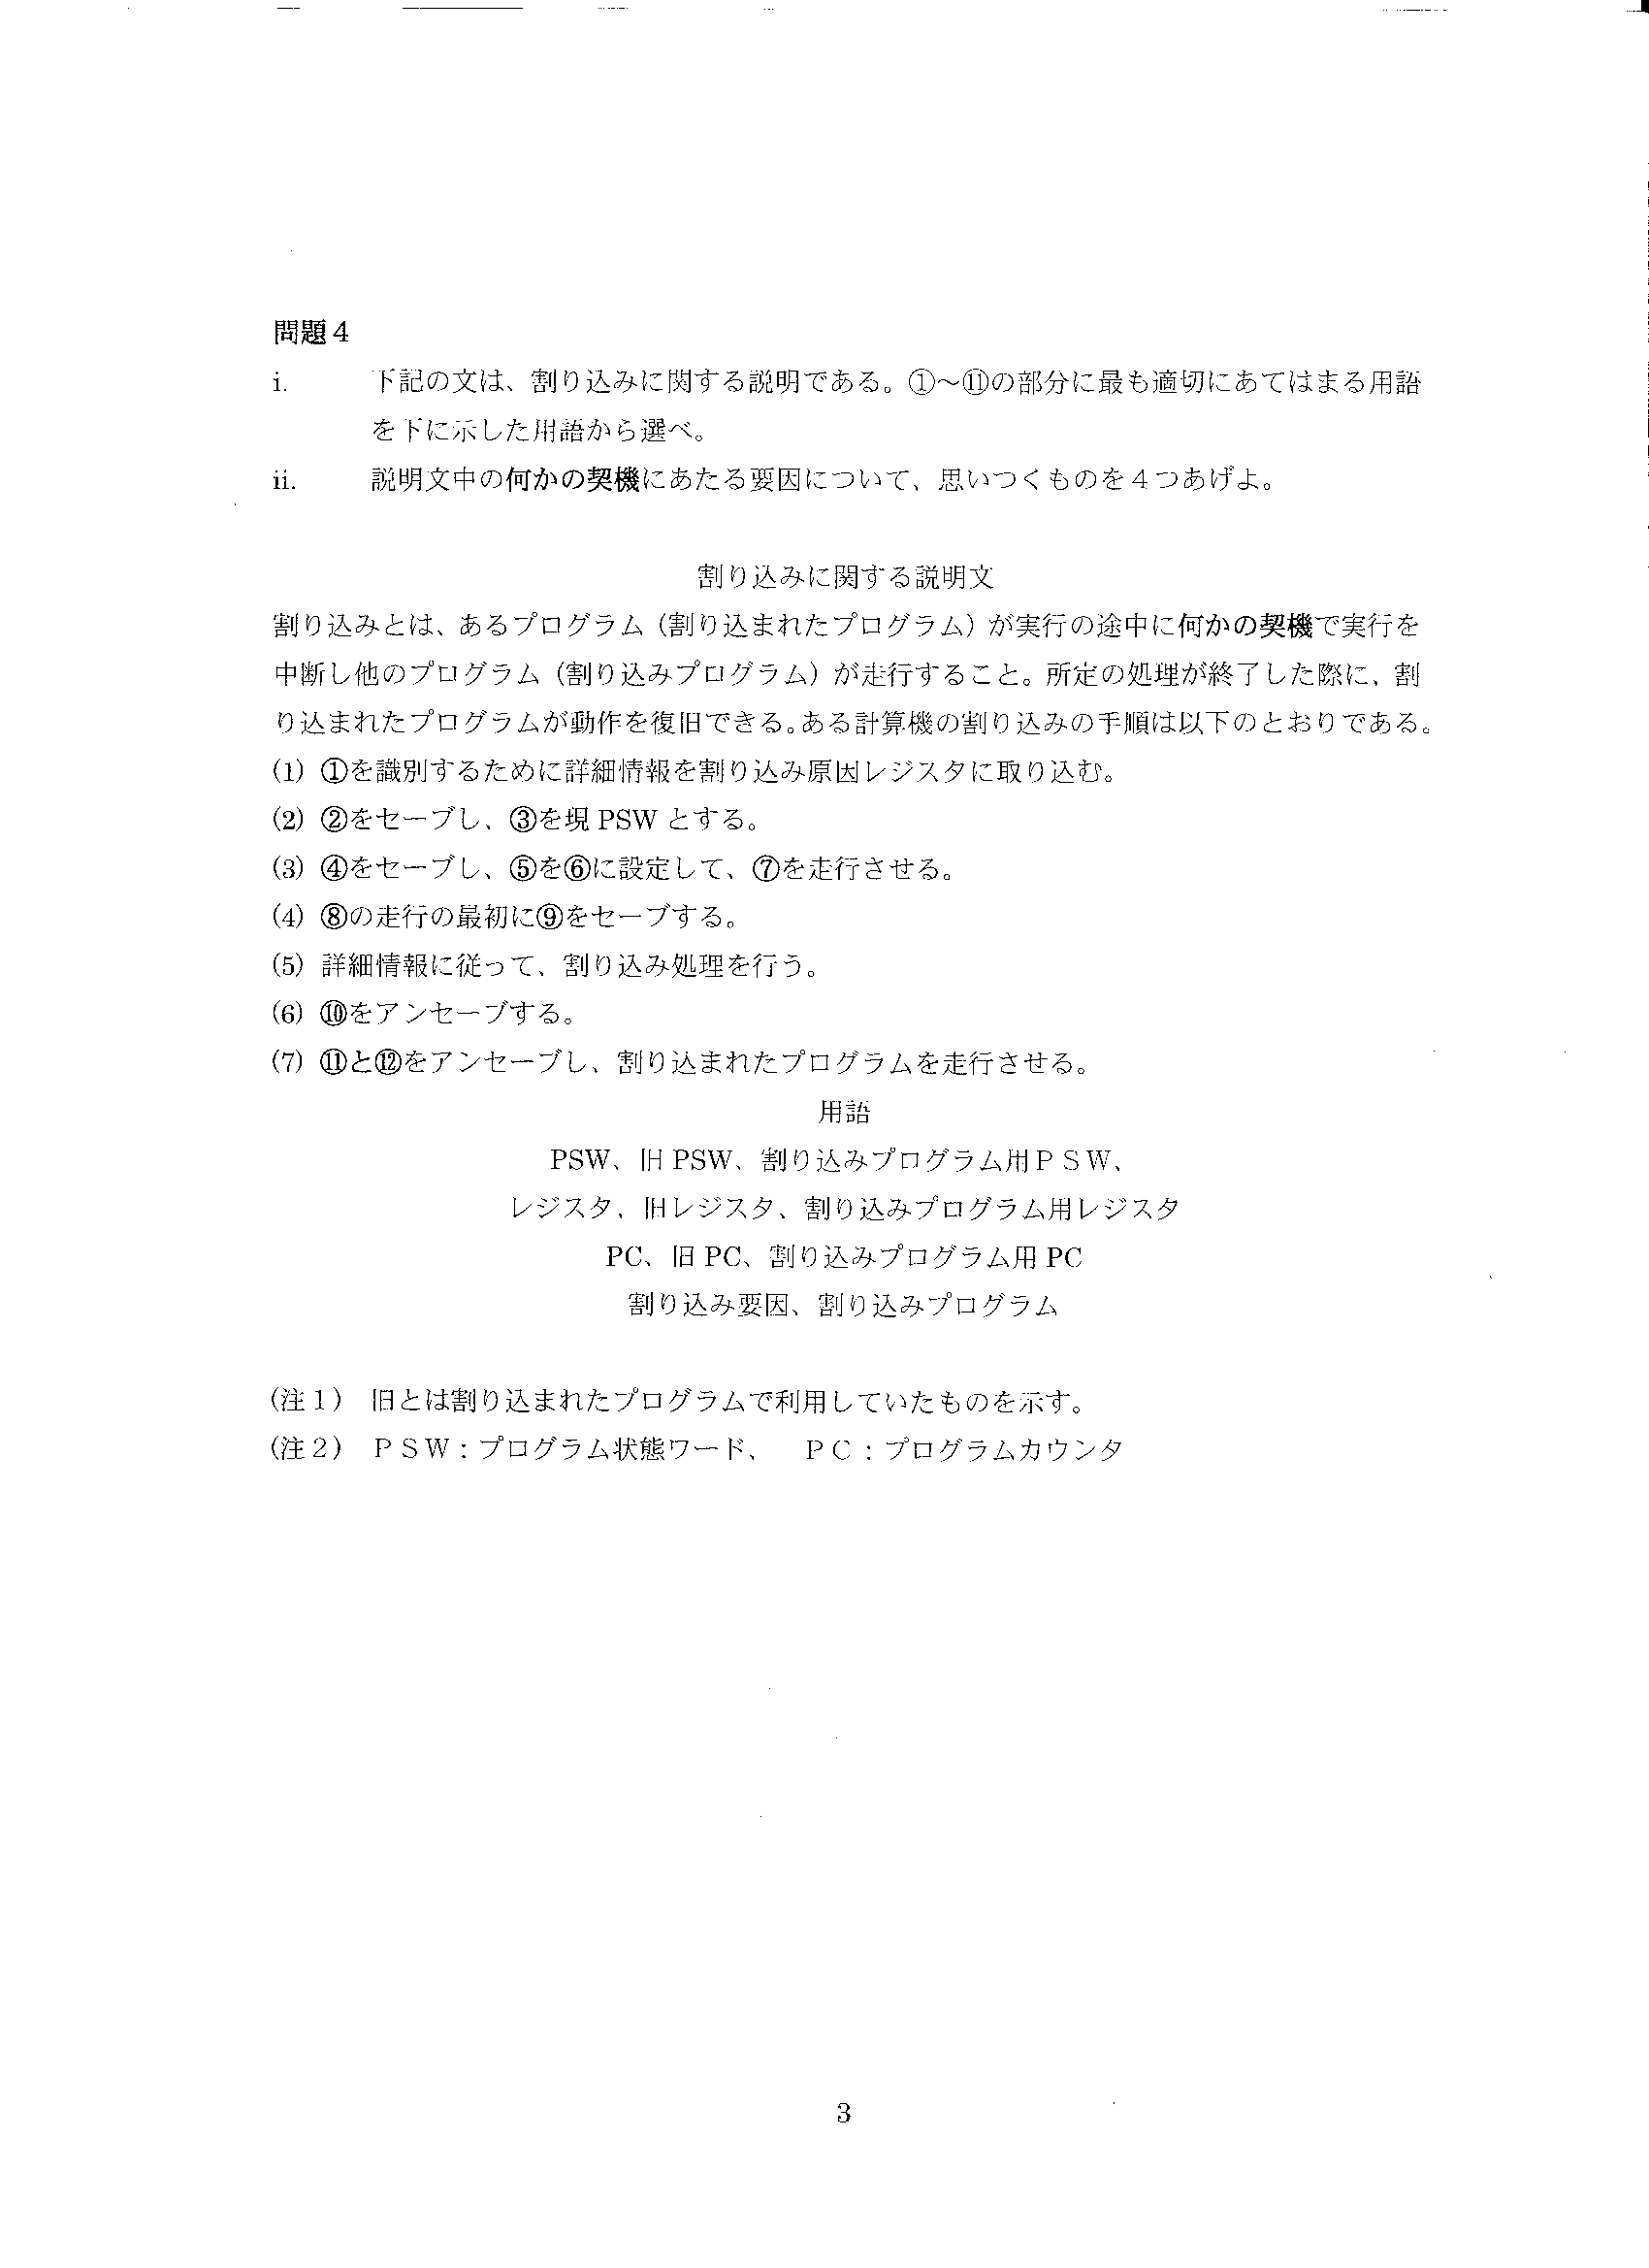 問題４
i. 下記の文は、割り込みに関する説明である。①～⑪の部分に最も適切にあてはまる用語
を下に示した用語から選べ。
ii. 説明文中の何かの契機にあたる要因について、思いつくものを４つあげよ。
割り込みに関する説明文
割り込みとは、あるプログラム（割り込まれたプログラム）が実行の途中に何かの契機で実行を
中断し他のプログラム（割り込みプログラム）が走行すること。所定の処理が終了した際に、割
り込まれたプログラムが動作を復旧できる。ある計算機の割り込みの手順は以下のとおりである。
(1) ①を識別するために詳細情報を割り込み原因レジスタに取り込む。
(2) ②をセーブし、③を現 PSW とする。
(3) ④をセーブし、⑤を⑥に設定して、⑦を走行させる。
(4) ⑧の走行の最初に⑨をセーブする。
(5) 詳細情報に従って、割り込み処理を行う。
(6) ⑩をアンセーブする。
(7) ⑪と⑫をアンセーブし、割り込まれたプログラムを走行させる。
用語
PSW、旧 PSW、割り込みプログラム用ＰＳＷ、
レジスタ、旧レジスタ、割り込みプログラム用レジスタ
PC、旧 PC、割り込みプログラム用 PC
割り込み要因、割り込みプログラム
（注１） 旧とは割り込まれたプログラムで利用していたものを示す。
（注２） ＰＳＷ：プログラム状態ワード、 ＰＣ：プログラムカウンタ
3